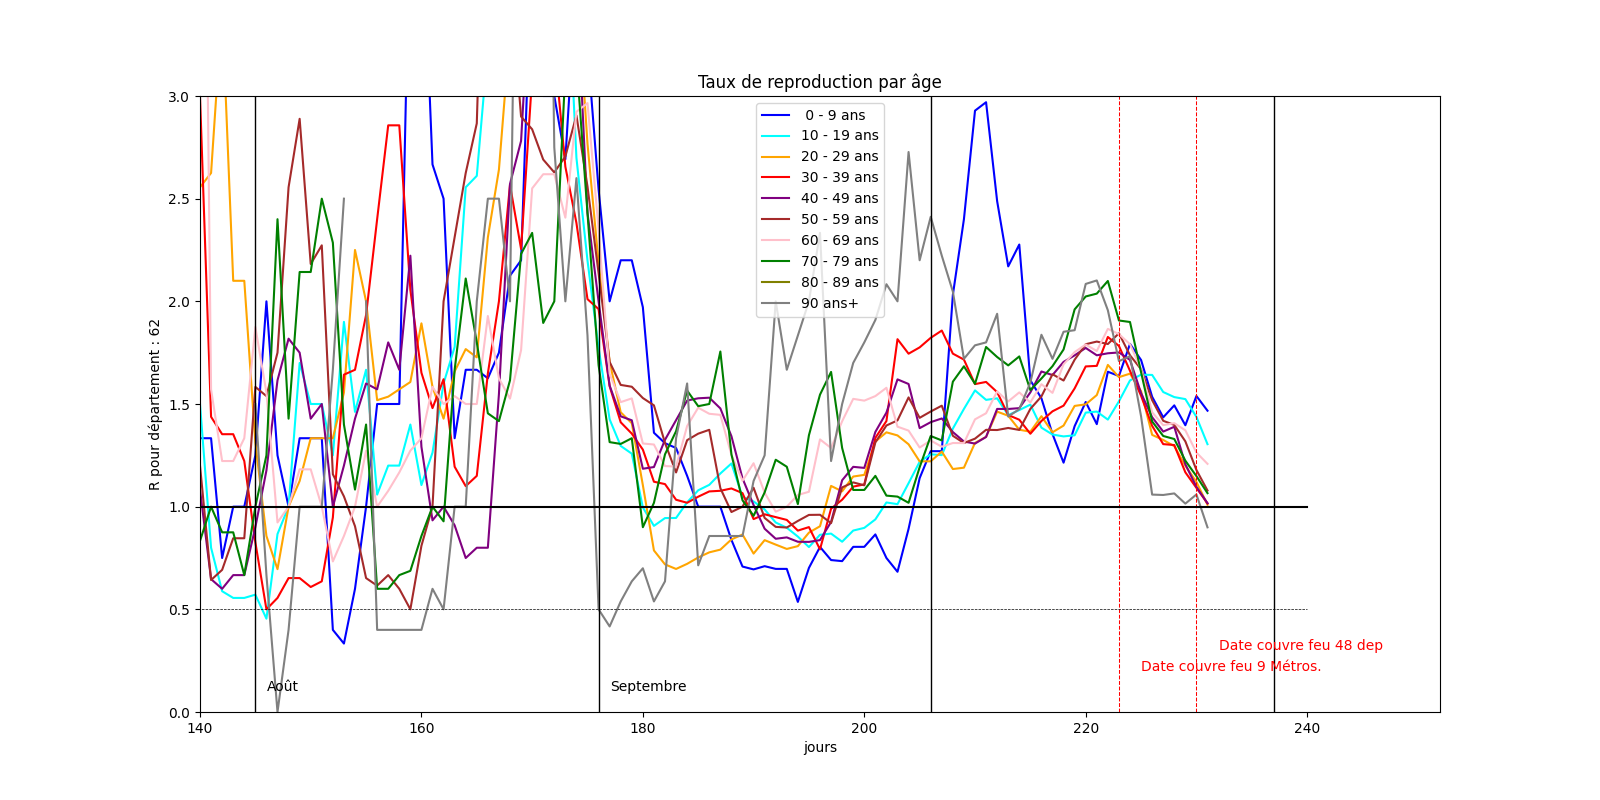 Taux de reproduction par âge
3.0
2.5
2.0
1.5
1.0
0.5
0.0
R pour département : 62
0 - 9 ans
10 - 19 ans
20 - 29 ans
30 - 39 ans
40 - 49 ans
50 - 59 ans
60 - 69 ans
70 - 79 ans
80 - 89 ans
90 ans+
Date couvre feu 48 dep
Date couvre feu 9 Métros.
Août
Septembre
140
160
180
200
220
240
jours